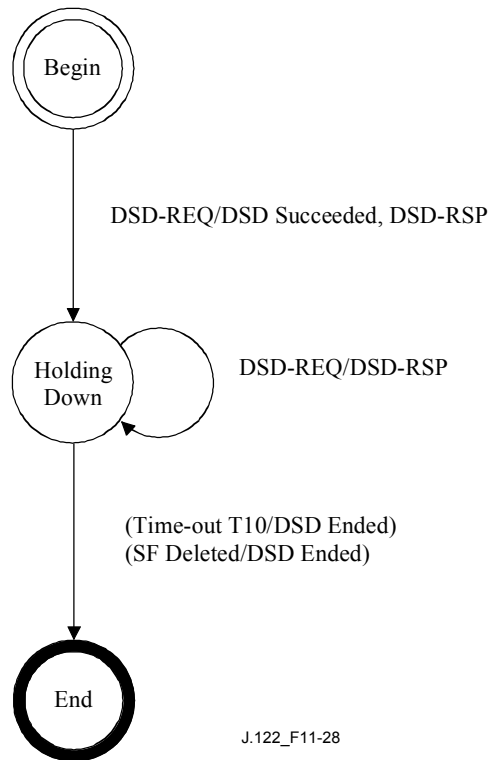 Begin
DSD-REQ/DSD Succeeded, DSD-RSP
Holding
Down
DSD-REQ/DSD-RSP
(Time-out T10/DSD Ended)
(SF Deleted/DSD Ended)
End
J.122_F11-28